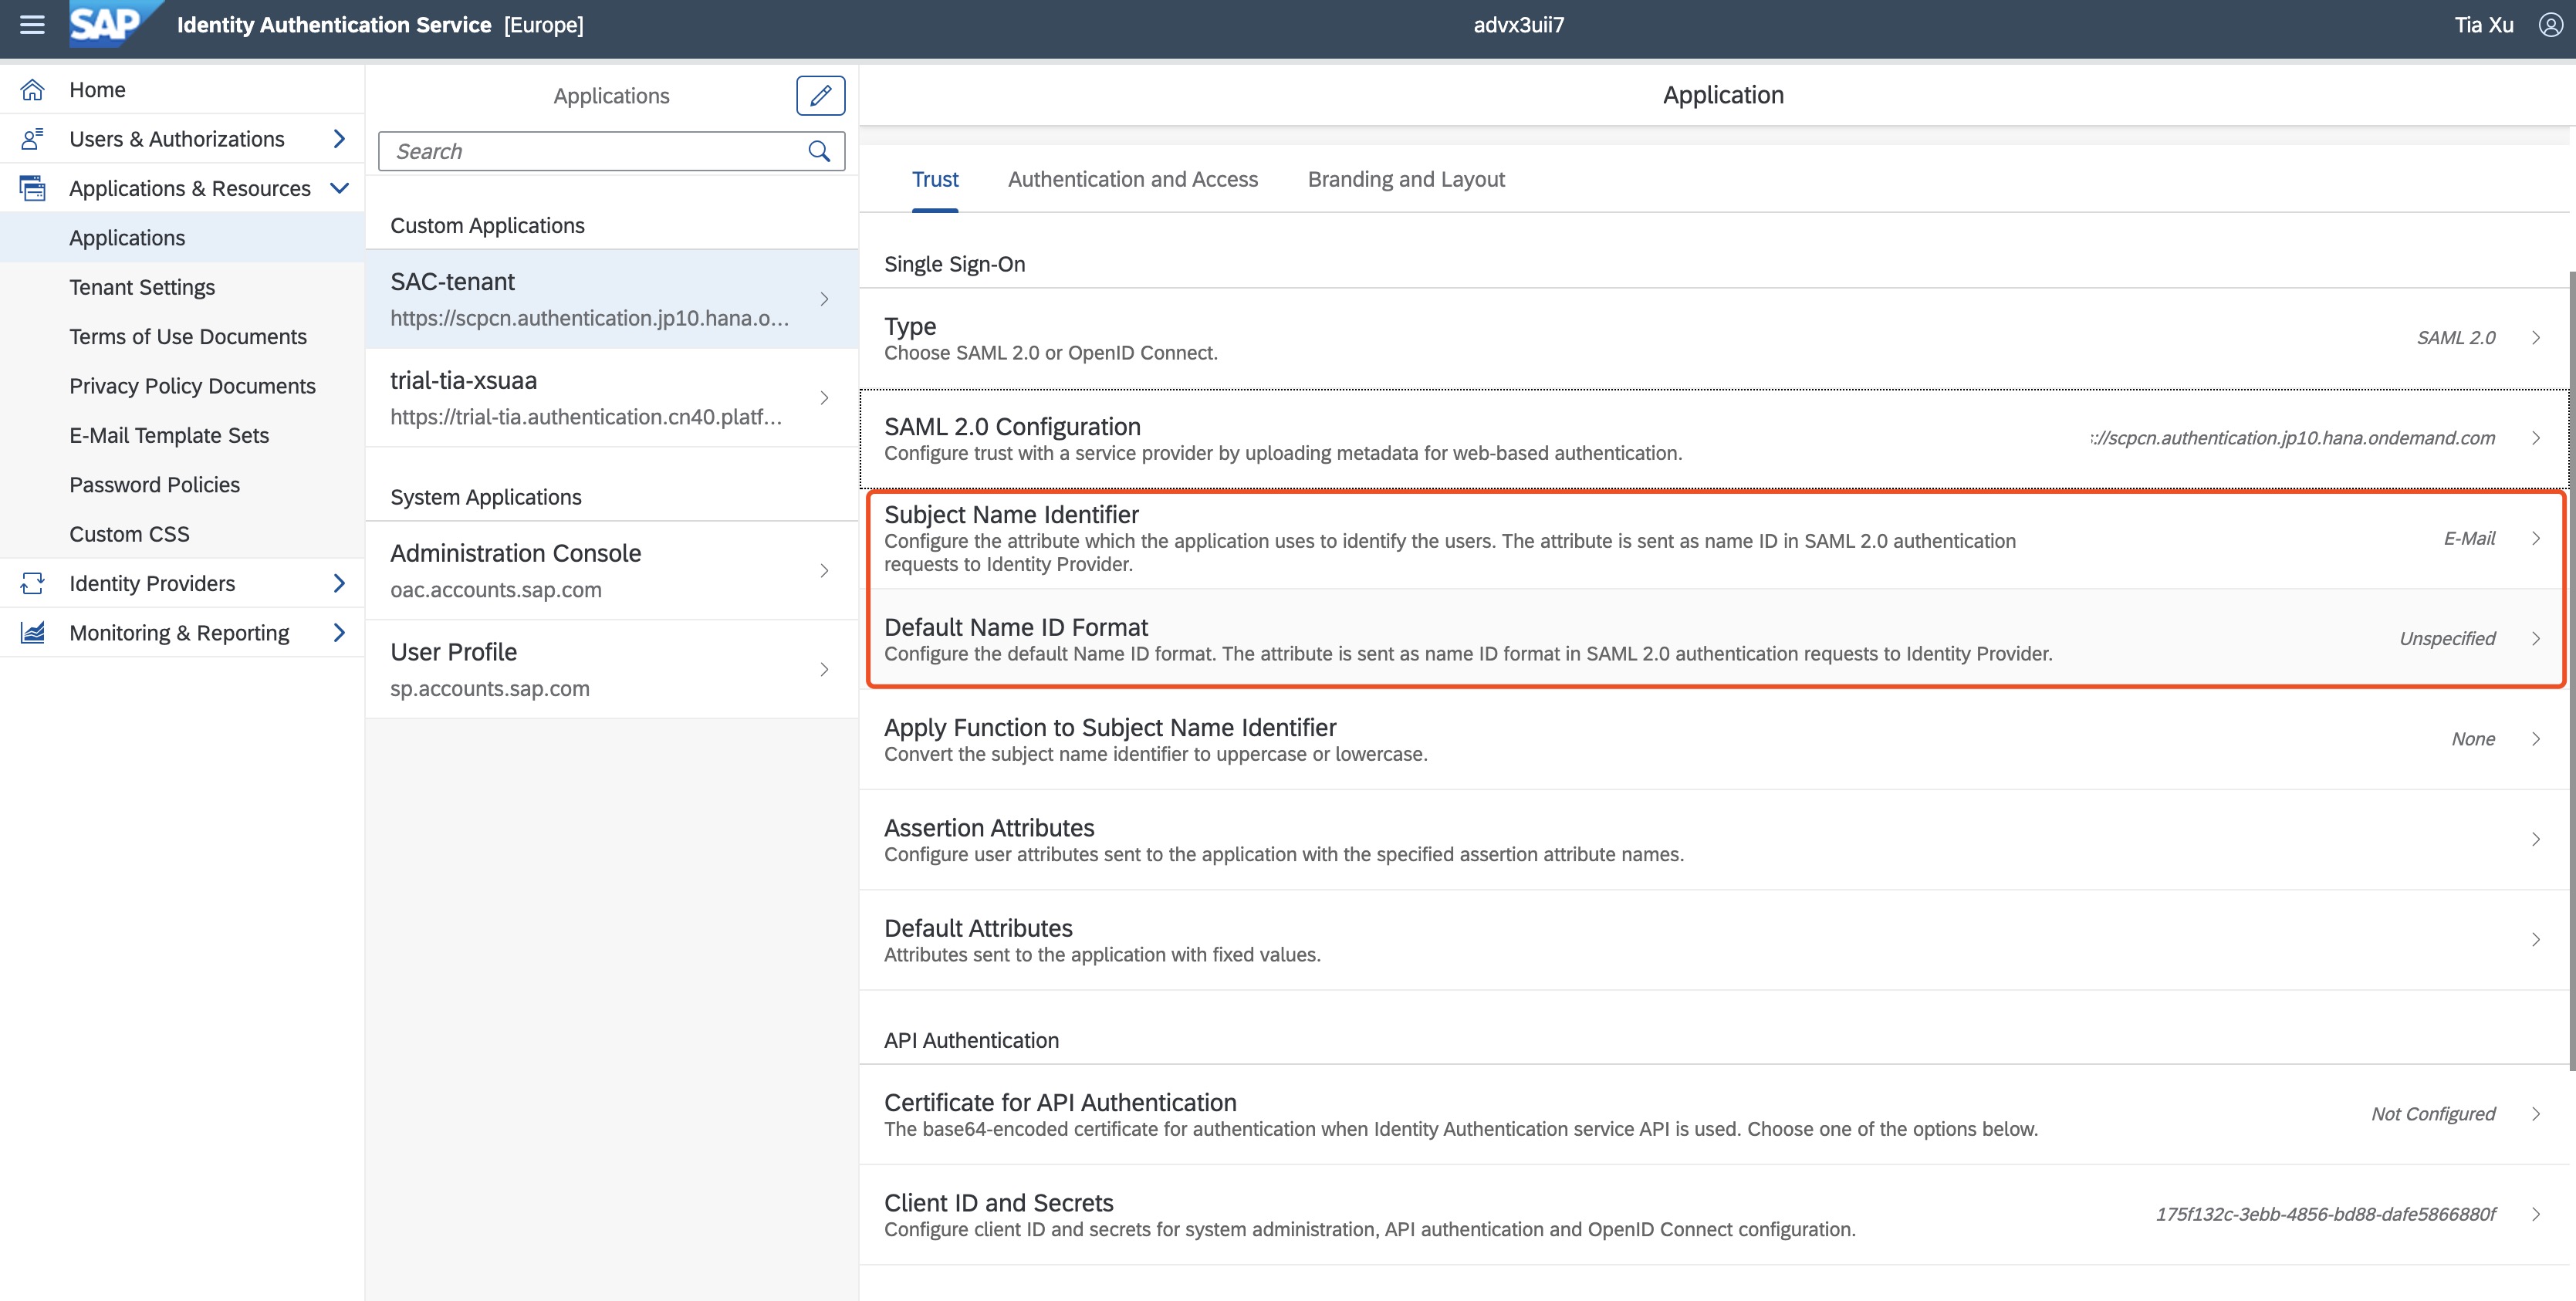 SAP Identity Authentication Service [Europe]
advx3uii7
Tia Xu
Home
Users & Authorizations
Applications & Resources
Applications
Tenant Settings
Terms of Use Documents
Privacy Policy Documents
E-Mail Template Sets
Password Policies
Custom CSS
Identity Providers
Monitoring & Reporting
Applications
Search
Custom Applications
SAC-tenant
https://scpcn.authentication.jp10.hana.o...
trial-tia-xsuaa
https://trial-tia.authentication.cn40.platf...
System Applications
Administration Console
oac.accounts.sap.com
User Profile
sp.accounts.sap.com
Application
Trust
Authentication and Access
Branding and Layout
Single Sign-On
Type
Choose SAML 2.0 or OpenID Connect.
SAML 2.0
SAML 2.0 Configuration
Configure trust with a service provider by uploading metadata for web-based authentication.
://scpcn.authentication.jp10.hana.ondemand.com
Subject Name Identifier
Configure the attribute which the application uses to identify the users. The attribute is sent as name ID in SAML 2.0 authentication
requests to Identity Provider.
E-Mail
Default Name ID Format
Configure the default Name ID format. The attribute is sent as name ID format in SAML 2.0 authentication requests to Identity Provider.
Unspecified
Apply Function to Subject Name Identifier
Convert the subject name identifier to uppercase or lowercase.
None
Assertion Attributes
Configure user attributes sent to the application with the specified assertion attribute names.
Default Attributes
Attributes sent to the application with fixed values.
API Authentication
Certificate for API Authentication
The base64-encoded certificate for authentication when Identity Authentication service API is used. Choose one of the options below.
Not Configured
Client ID and Secrets
Configure client ID and secrets for system administration, API authentication and OpenID Connect configuration.
175f132c-3ebb-4856-bd88-dafe5866880f